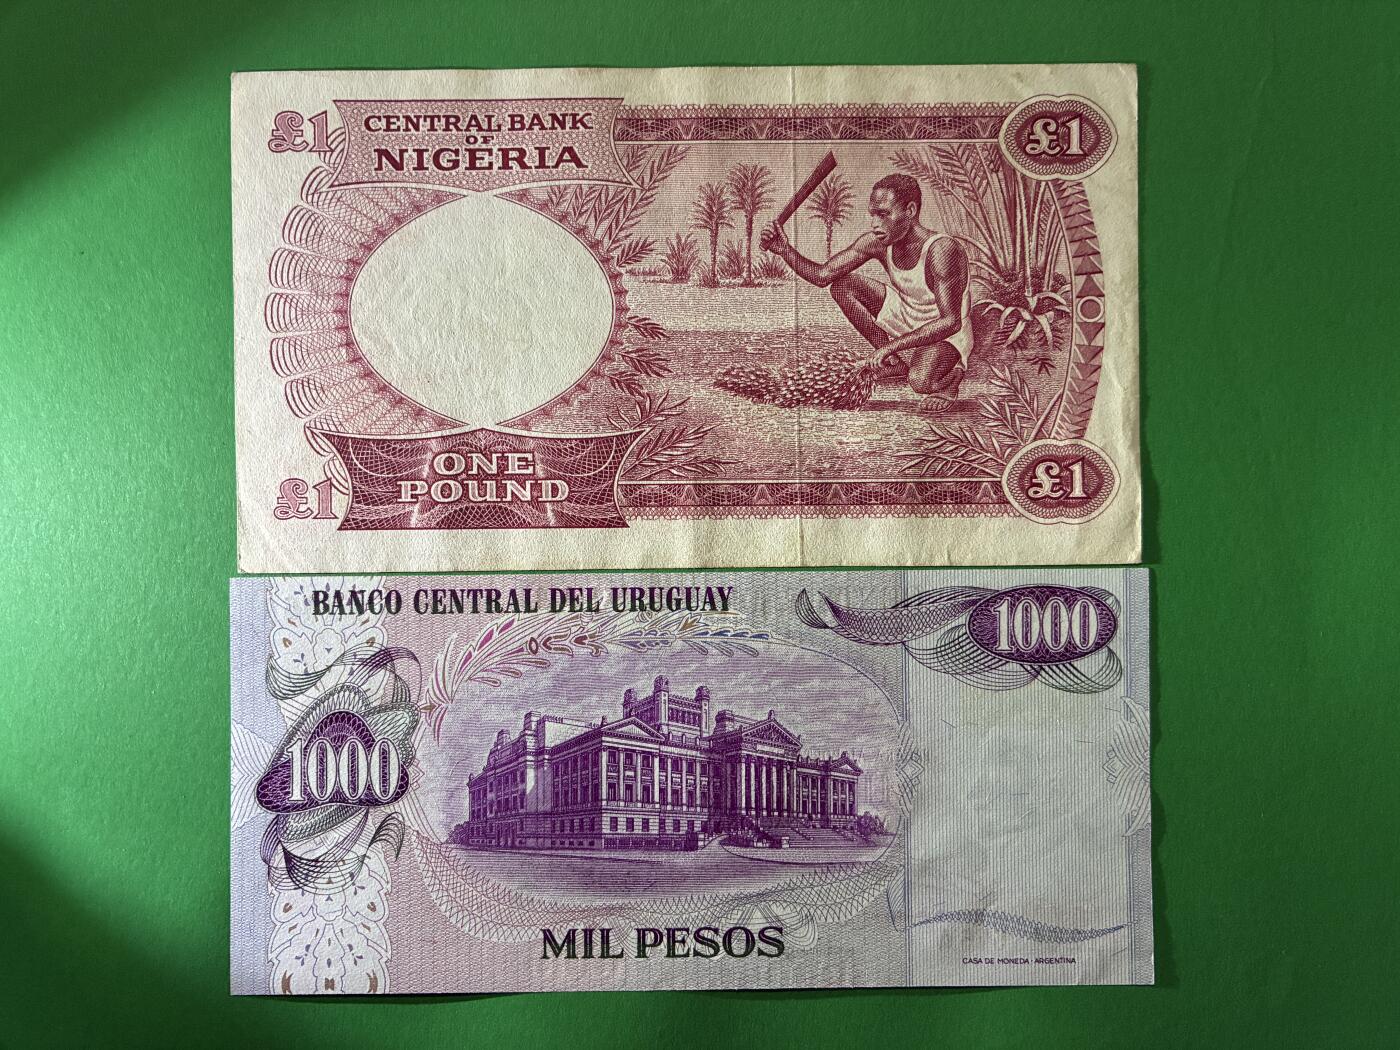 £1
CENTRAL BANK
OF
NIGERIA
£1
£1
ONE
POUND
£1
BANCO CENTRAL DEL URUGUAY
1000
1000
MIL PESOS
CASA DE MONEDA - ARGENTINA